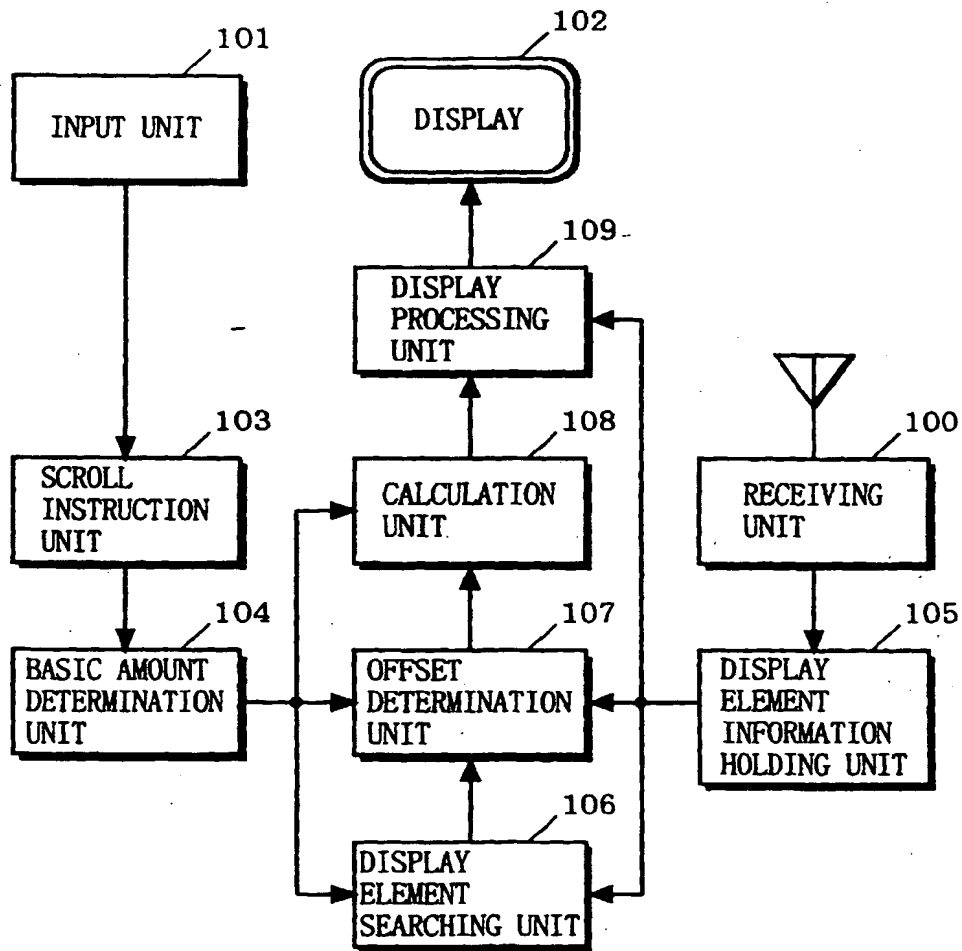 101
INPUT UNIT
102
DISPLAY
109
DISPLAY
PROCESSING
UNIT
103
SCROLL
INSTRUCTION
UNIT
108
CALCULATION
UNIT
100
RECEIVING
UNIT
104
BASIC AMOUNT
DETERMINATION
UNIT
107
OFFSET
DETERMINATION
UNIT
105
DISPLAY
ELEMENT
INFORMATION
HOLDING UNIT
106
DISPLAY
ELEMENT
SEARCHING UNIT